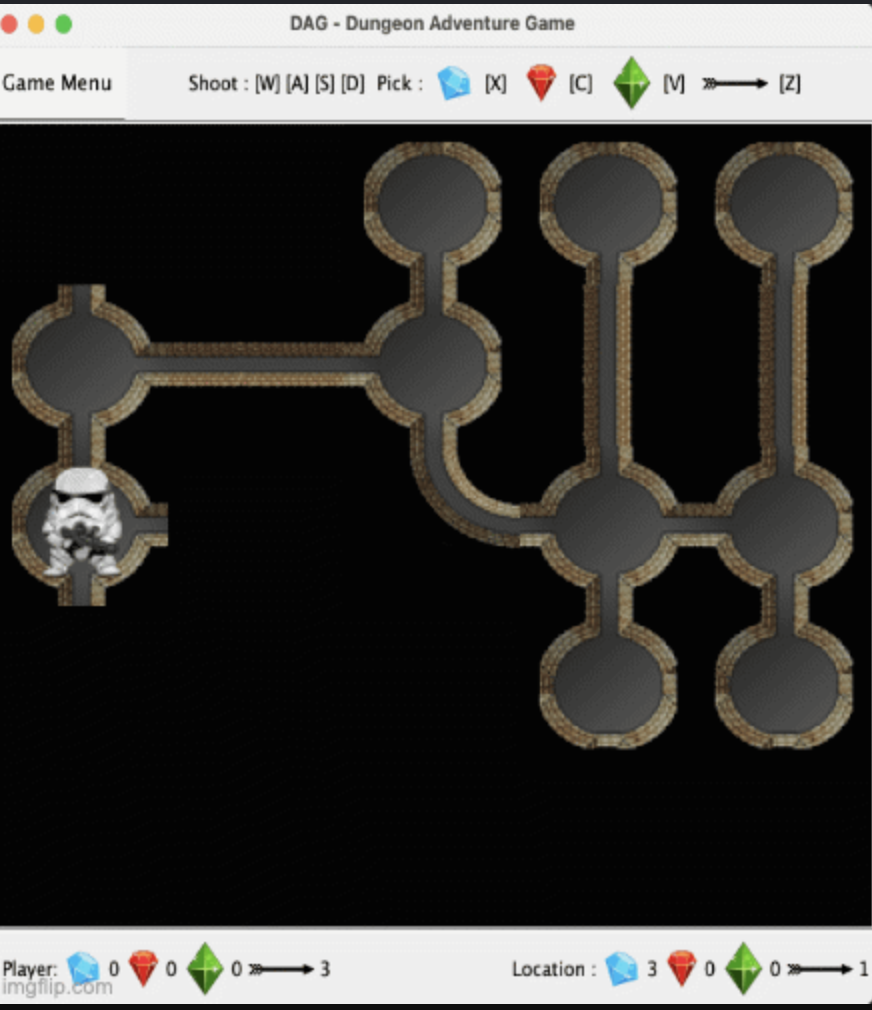 DAG - Dungeon Adventure Game
Game Menu Shoot : [W] [A] [S] [D] Pick : [X] [C] [V] [Z]
Player: 0 0 0 3 Location : 3 0 0 1
imgflip.com